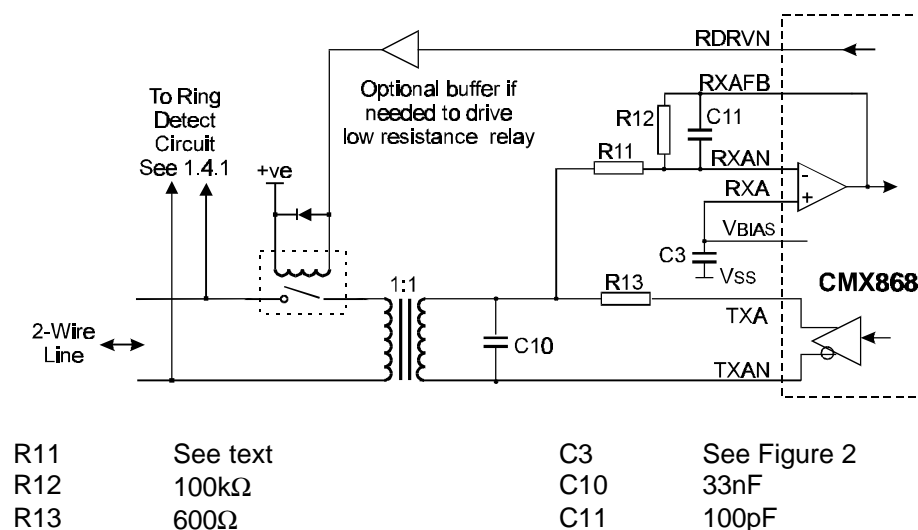 RDRVN
Optional buffer if
needed to drive
low resistance relay
To Ring
Detect
Circuit
See 1.4.1
+ve
RXAFB
R12
C11
R11
RXAN
-
RXA
+
VBIAS
C3
VSS
CMX868
1:1
R13
TXA
2-Wire
Line
C10
TXAN
R11 See text C3 See Figure 2
R12 100kΩ C10 33nF
R13 600Ω C11 100pF